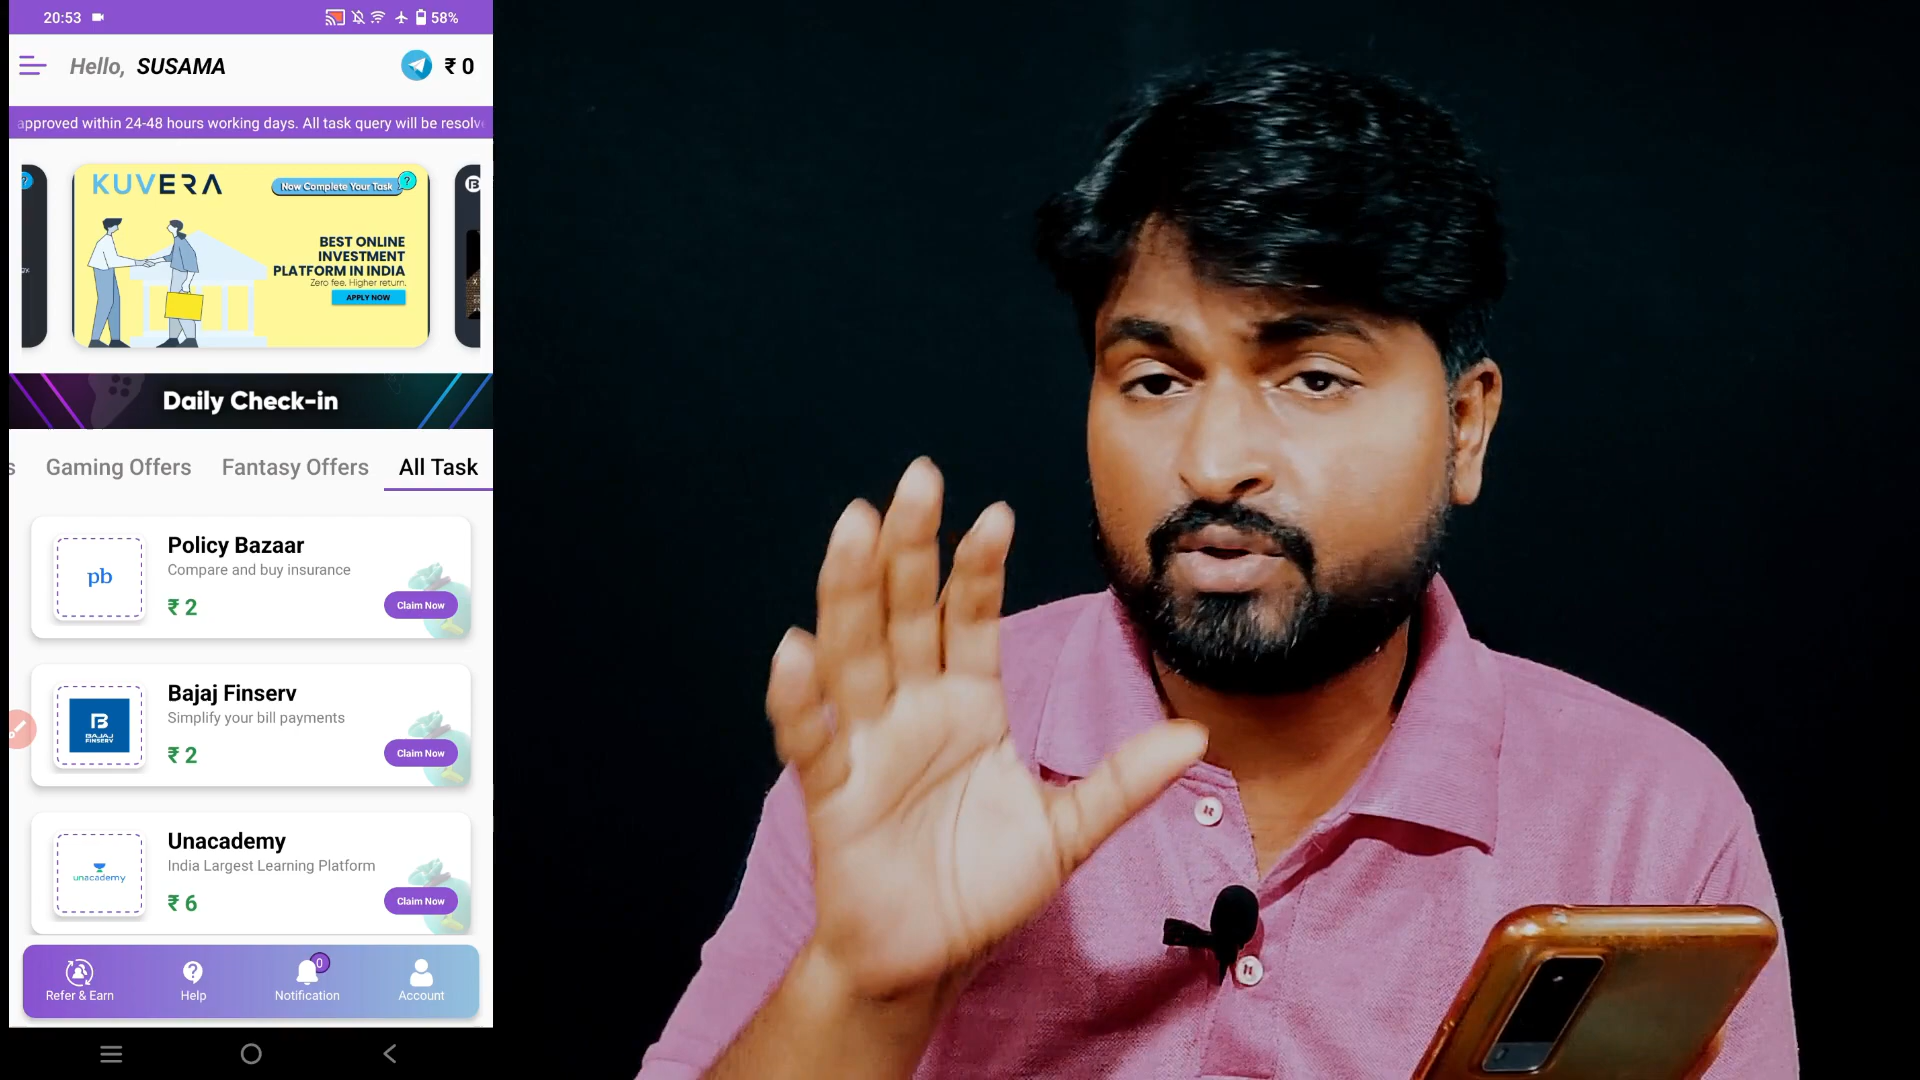 20:53
58%
Hello, SUSAMA
₹ 0
approved within 24-48 hours working days. All task query will be resolv
KUVERA
Now Complete Your Task
?
BEST ONLINE
INVESTMENT
PLATFORM IN INDIA
Zero fee. Higher return.
APPLY NOW
Daily Check-in
s
Gaming Offers
Fantasy Offers
All Task
pb
Policy Bazaar
Compare and buy insurance
₹ 2
Claim Now
B
BAJAJ
FINSERV
Bajaj Finserv
Simplify your bill payments
₹ 2
Claim Now
unacademy
Unacademy
India Largest Learning Platform
₹ 6
Claim Now
Refer & Earn
Help
0
Notification
Account